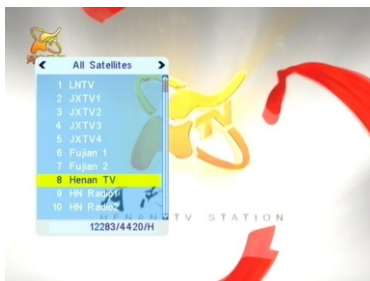 All Satellites
1 LNTV
2 JXTV1
3 JXTV2
4 JXTV3
5 JXTV4
6 Fujian 1
7 Fujian 2
8 Henan TV
9 HN Radio1
10 HN Radio2
HENAN TV STATION
12283/4420/H